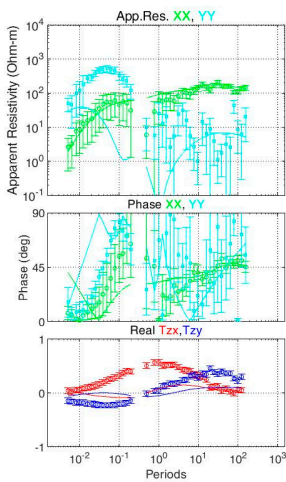 App.Res. XX, YY
Apparent Resistivity (Ohm-m)
10^4
10^3
10^2
10^1
10^0
10^-1
Phase XX, YY
Phase (deg)
90
45
0
Real Tzx,Tzy
1
0
-1
10^-2 10^-1 10^0 10^1 10^2 10^3
Periods